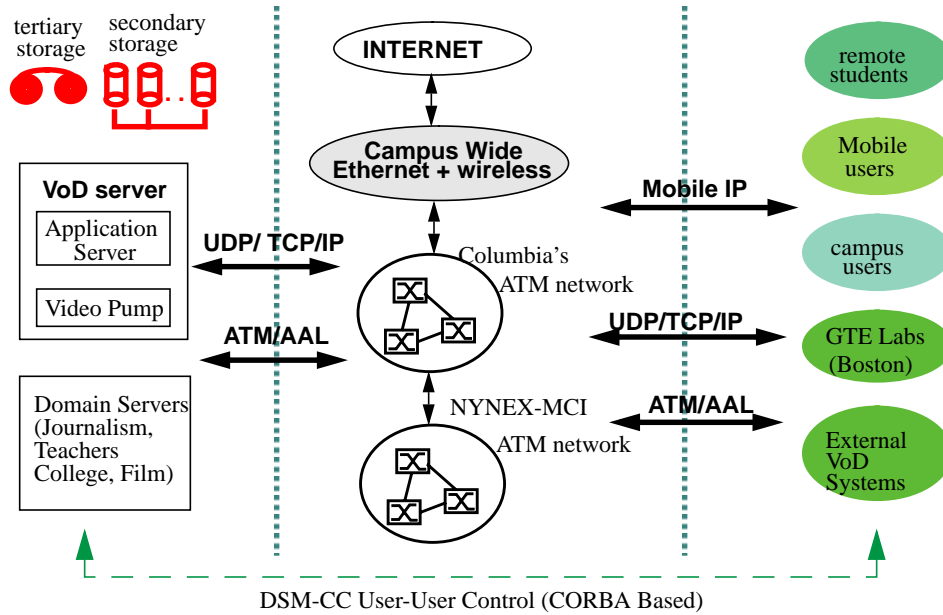 tertiary
storage
secondary
storage
. .
VoD server
Application
Server
Video Pump
Domain Servers
(Journalism,
Teachers
College, Film)
UDP/ TCP/IP
ATM/AAL
INTERNET
Campus Wide
Ethernet + wireless
Columbia's
ATM network
NYNEX-MCI
ATM network
Mobile IP
UDP/TCP/IP
ATM/AAL
remote
students
Mobile
users
campus
users
GTE Labs
(Boston)
External
VoD
Systems
DSM-CC User-User Control (CORBA Based)